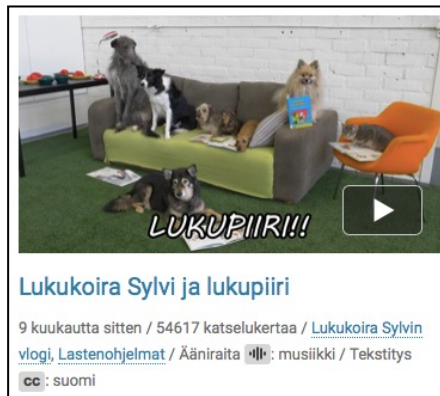 LUKUPIIRI!!
Lukukoira Sylvi ja lukupiiri
9 kuukautta sitten / 54617 katselukertaa / Lukukoira Sylvin
vlogi, Lastenohjelmat / Ääniraita : musiikki / Tekstitys
cc : suomi